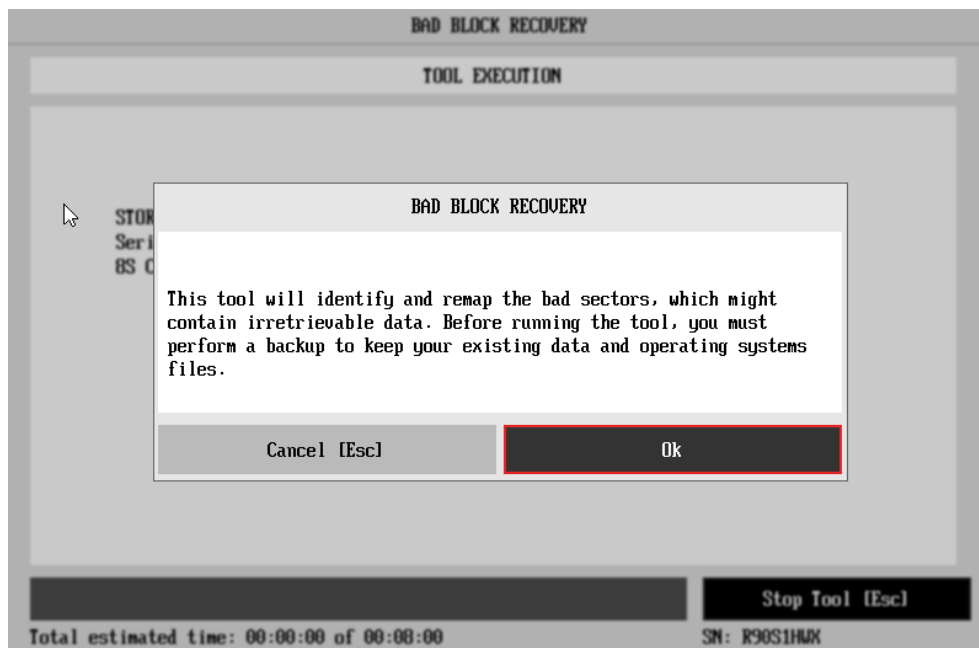 BAD BLOCK RECOVERY
TOOL EXECUTION
BAD BLOCK RECOVERY
This tool will identify and remap the bad sectors, which might
contain irretrievable data. Before running the tool, you must
perform a backup to keep your existing data and operating systems
files.
Cancel [Esc]
Ok
Stop Tool [Esc]
Total estimated time: 00:00:00 of 00:08:00
SN: R90S1HWX